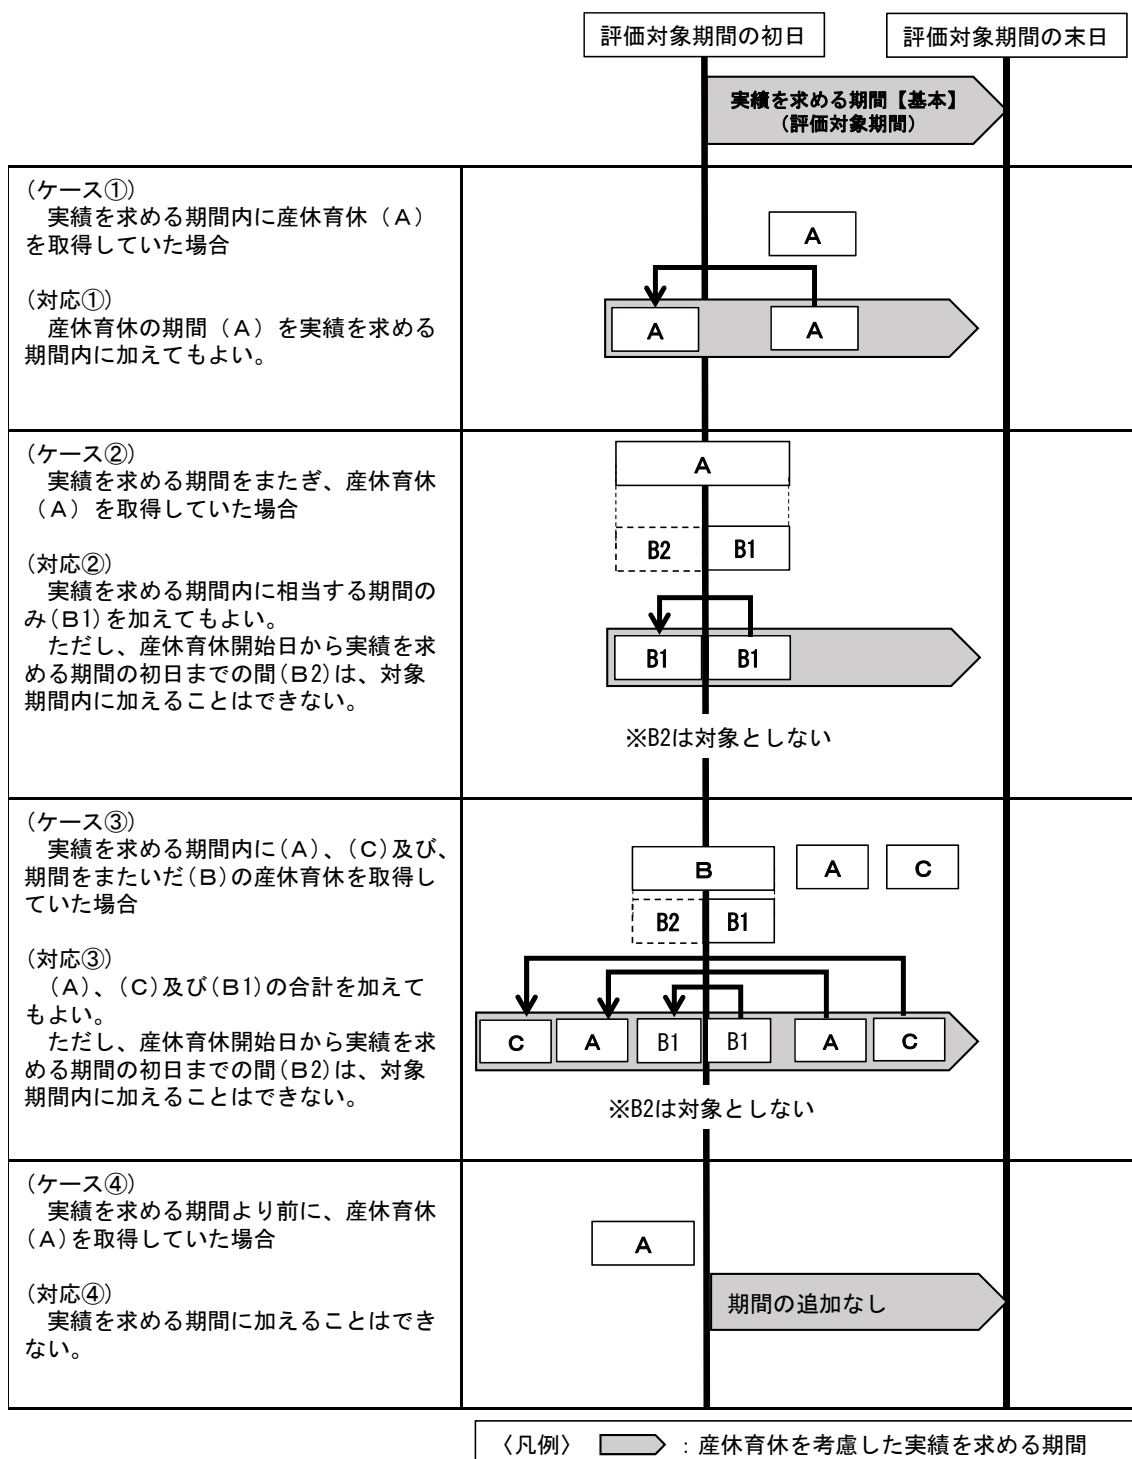 評価対象期間の初日
評価対象期間の末日
実績を求める期間【基本】
（評価対象期間）
（ケース①）
実績を求める期間内に産休育休（Ａ）
を取得していた場合
（対応①）
産休育休の期間（Ａ）を実績を求める
期間内に加えてもよい。
A
A
A
（ケース②）
実績を求める期間をまたぎ、産休育休
（Ａ）を取得していた場合
（対応②）
実績を求める期間内に相当する期間の
み(Ｂ1)を加えてもよい。
ただし、産休育休開始日から実績を求
める期間の初日までの間(Ｂ2)は、対象
期間内に加えることはできない。
A
B2
B1
B1
B1
※B2は対象としない
（ケース③）
実績を求める期間内に(Ａ)、(Ｃ)及び、
期間をまたいだ(Ｂ)の産休育休を取得し
ていた場合
（対応③）
(Ａ)、(Ｃ)及び(Ｂ1)の合計を加えて
もよい。
ただし、産休育休開始日から実績を求
める期間の初日までの間(Ｂ2)は、対象
期間内に加えることはできない。
B
A
C
B2
B1
C
A
B1
B1
A
C
※B2は対象としない
（ケース④）
実績を求める期間より前に、産休育休
(Ａ)を取得していた場合
（対応④）
実績を求める期間に加えることはでき
ない。
A
期間の追加なし
〈凡例〉　：産休育休を考慮した実績を求める期間